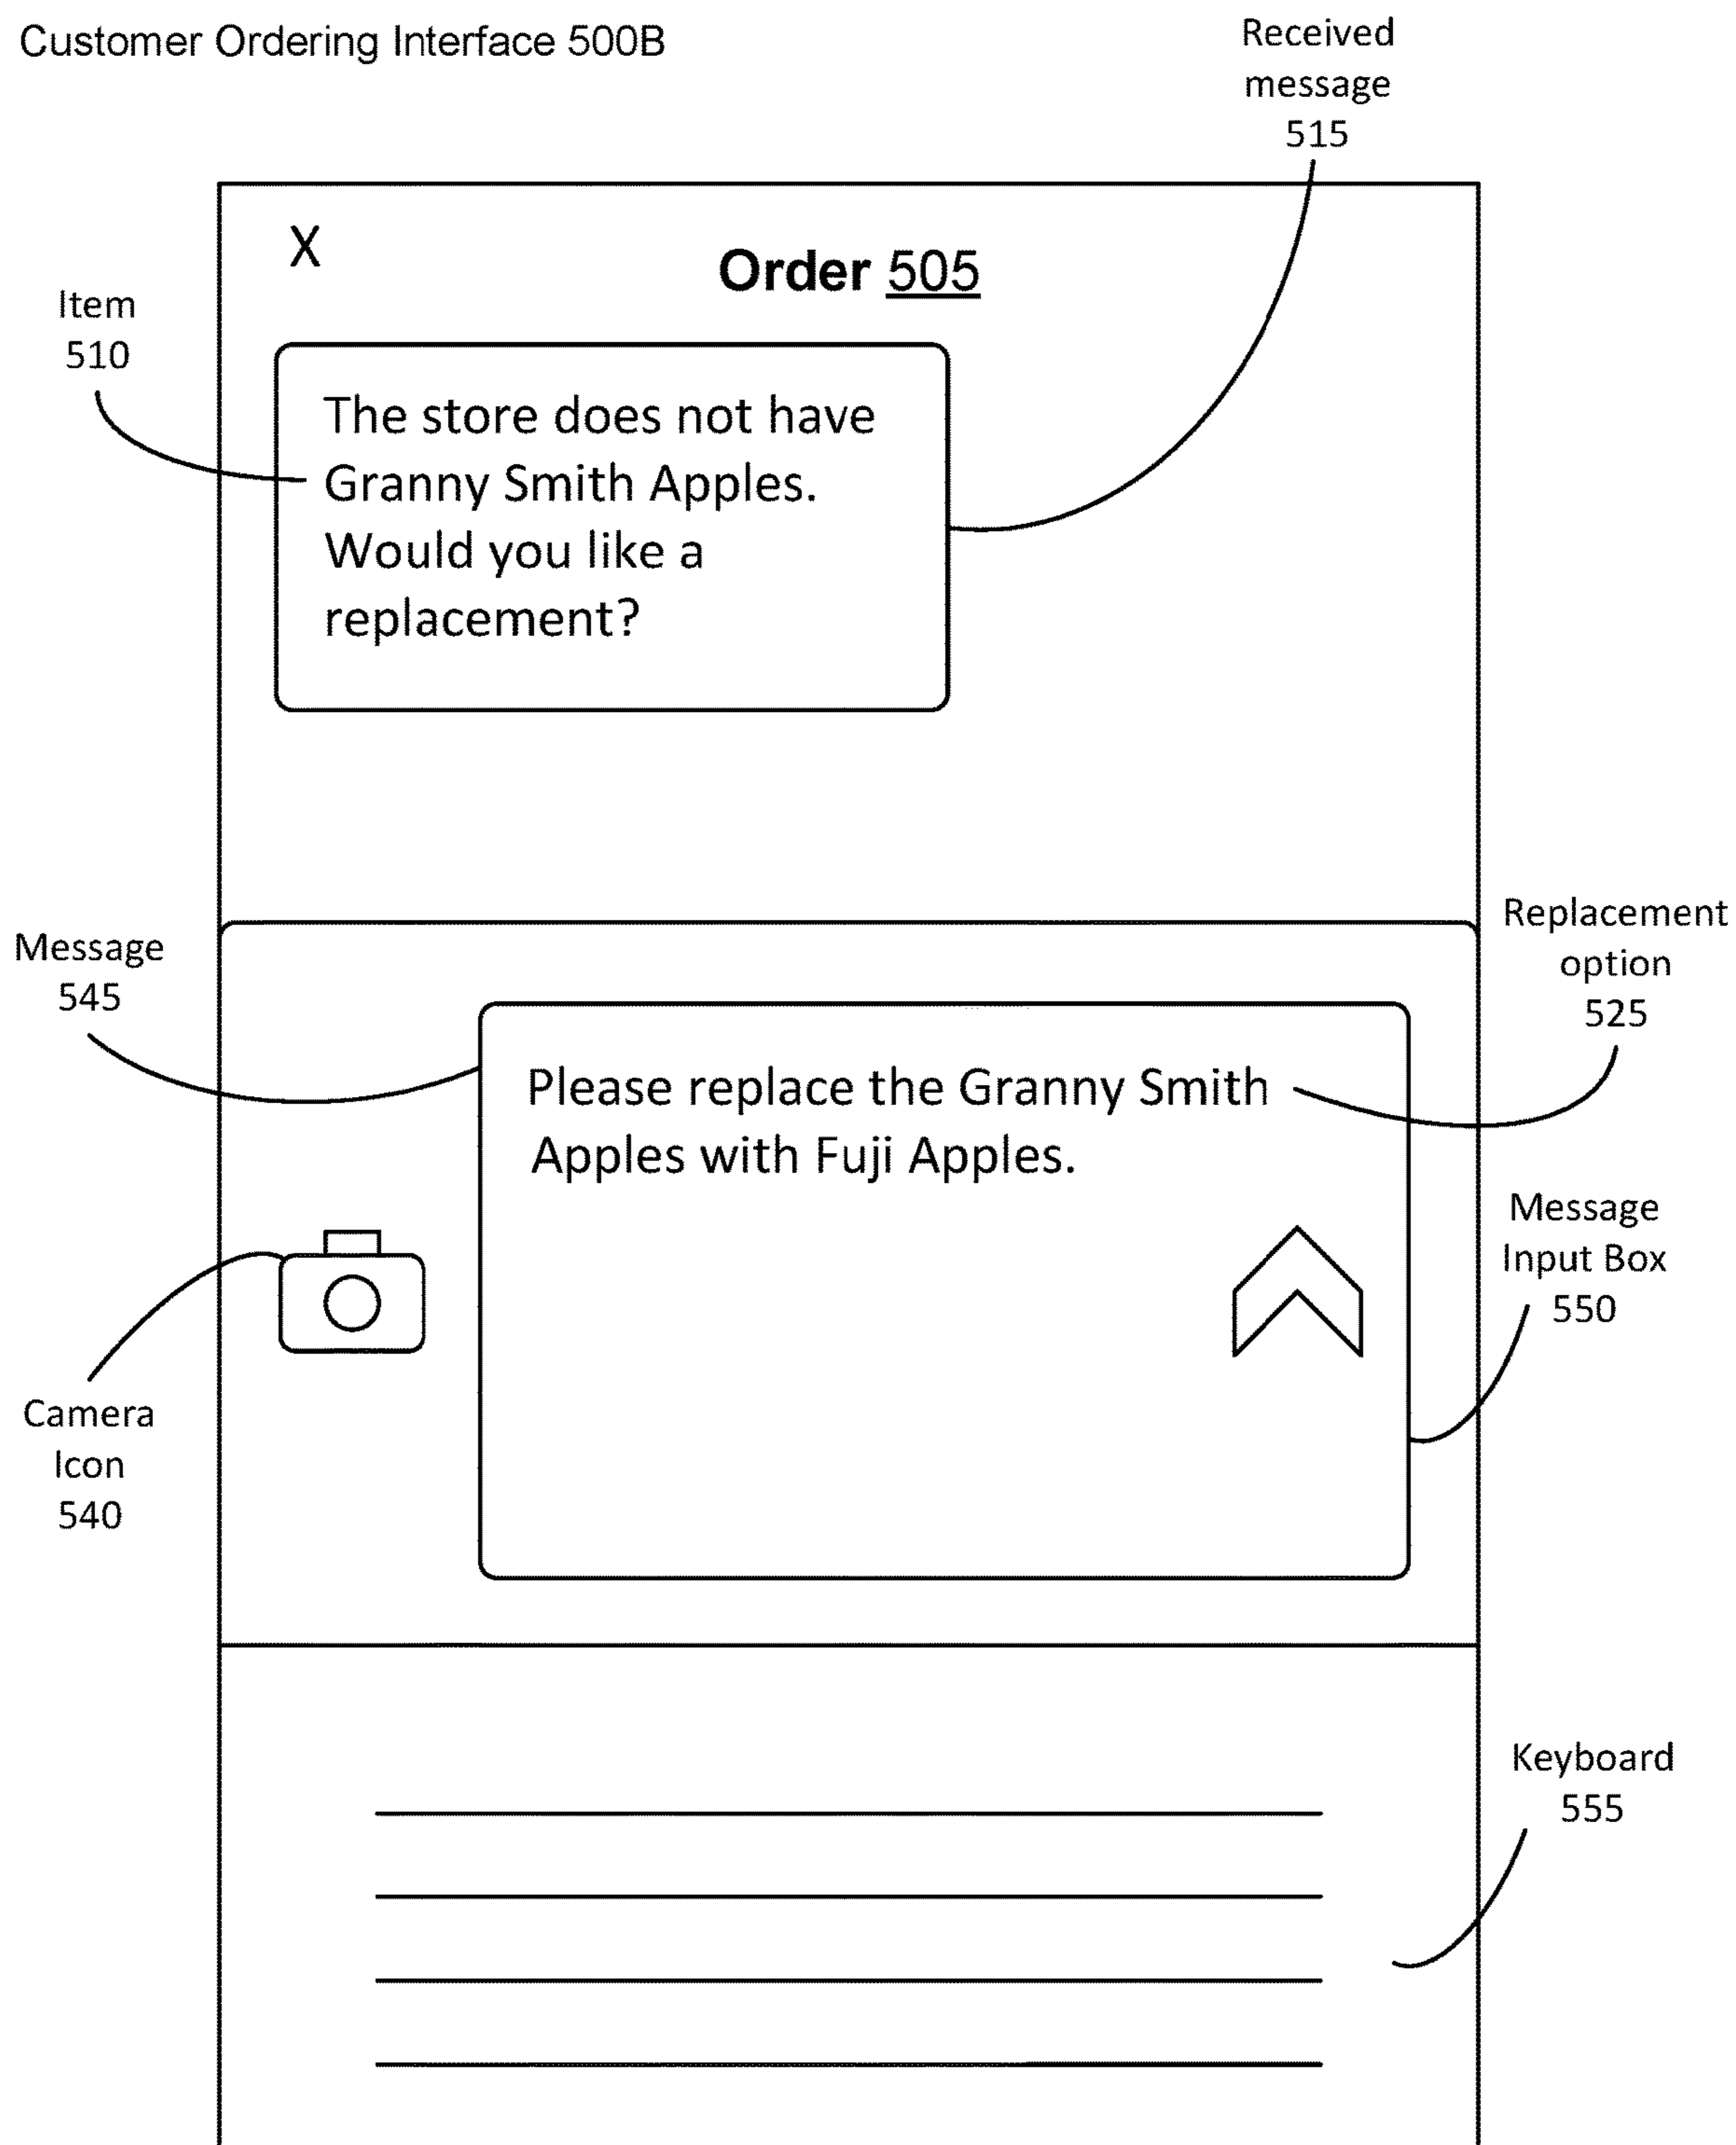 Customer Ordering Interface 500B
Received
message
515
X
Order 505
Item
510
The store does not have
Granny Smith Apples.
Would you like a
replacement?
Replacement
option
525
Message
545
Please replace the Granny Smith
Apples with Fuji Apples.
Message
Input Box
550
Camera
Icon
540
Keyboard
555